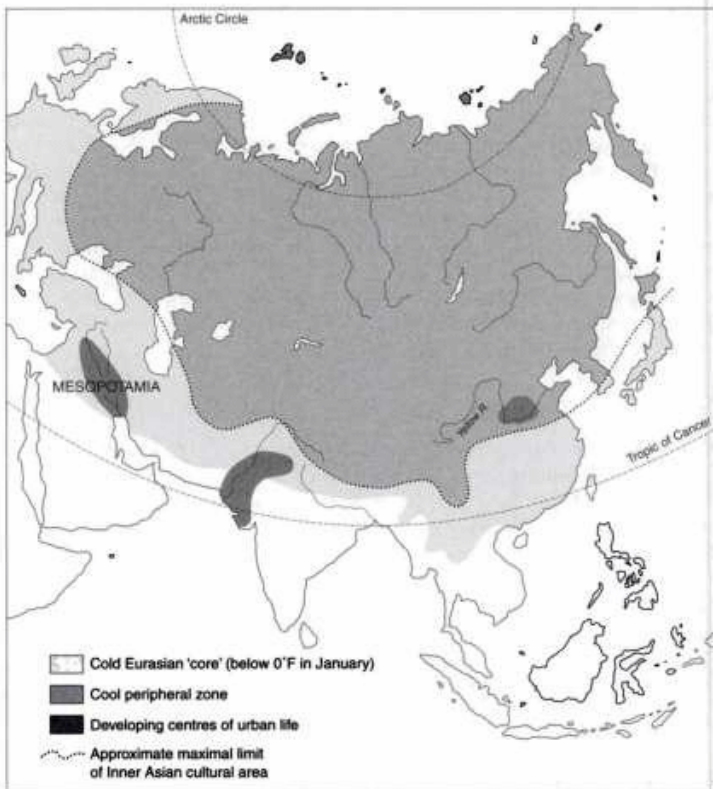 Arctic Circle
MESOPOTAMIA
Yellow R
Tropic of Cancer
Cold Eurasian 'core' (below 0°F in January)
Cool peripheral zone
Developing centres of urban life
Approximate maximal limit
of Inner Asian cultural area